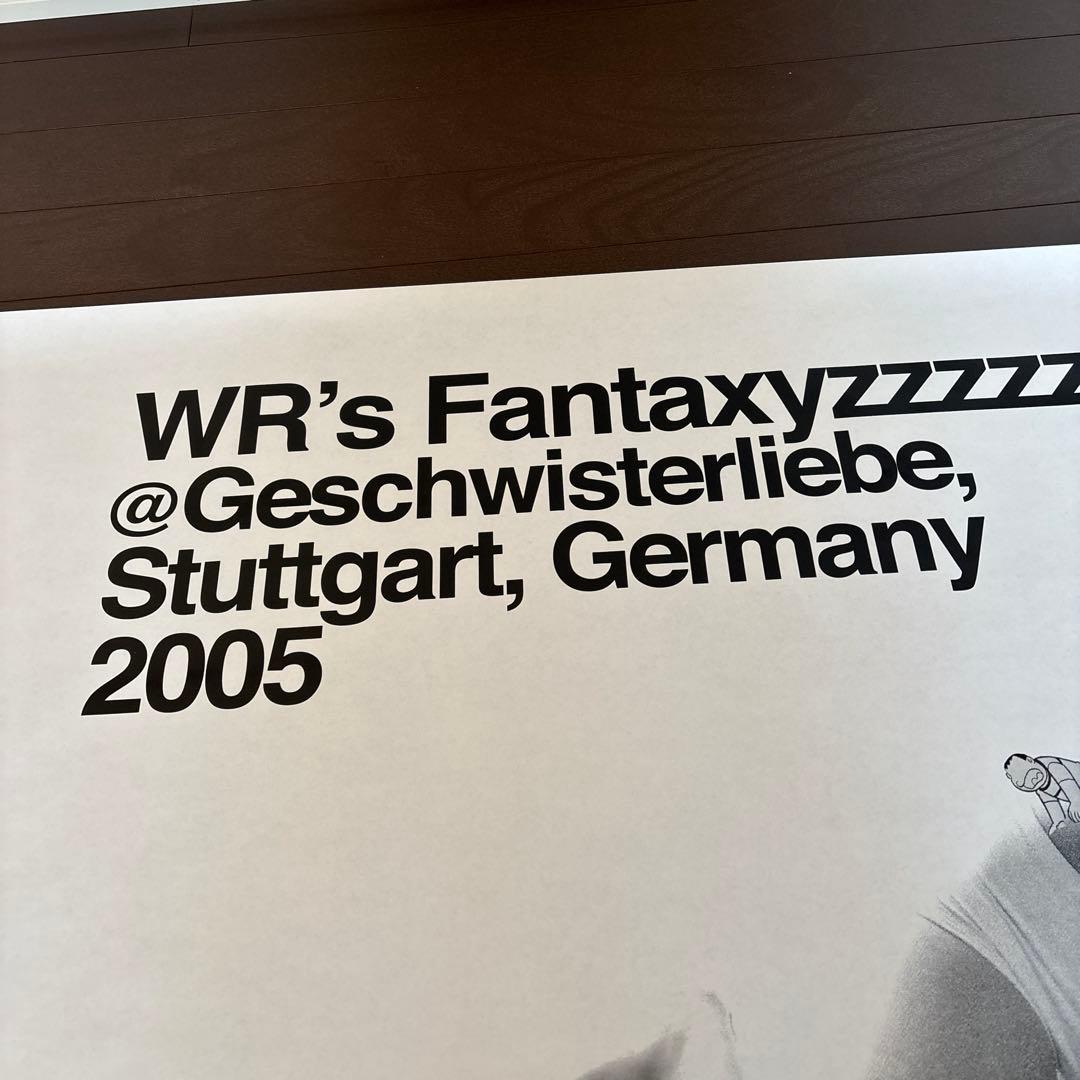 WR's Fantaxyzzzzz
@Geschwisterliebe,
Stuttgart, Germany
2005